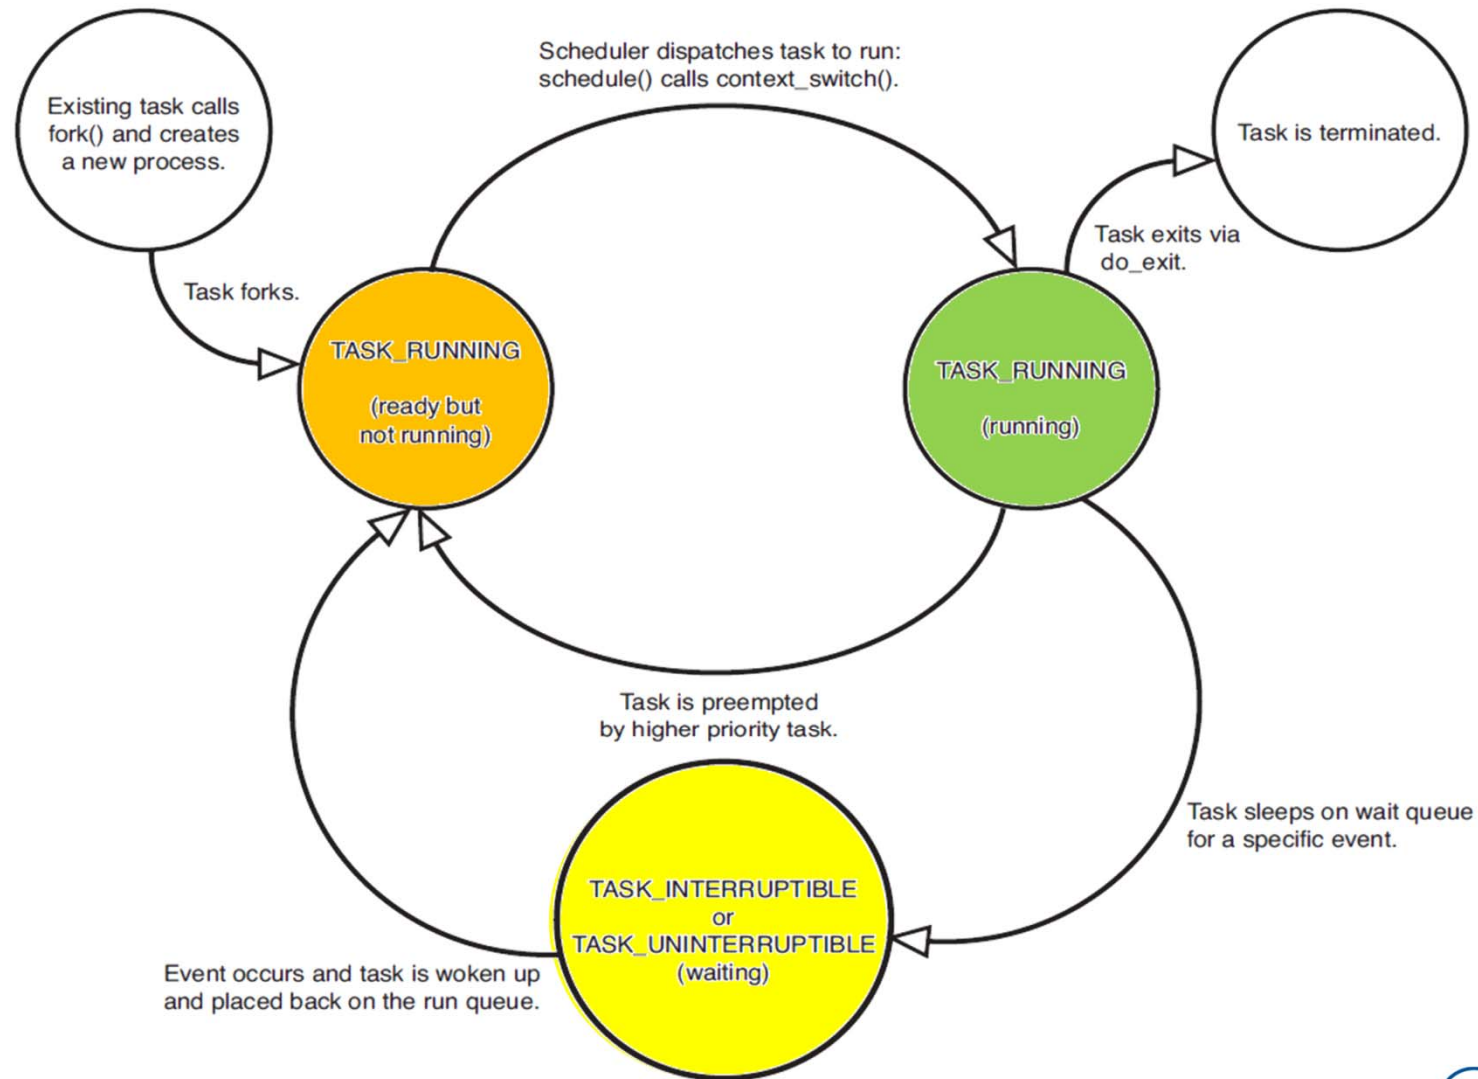 Scheduler dispatches task to run:
schedule() calls context_switch().
Existing task calls
fork() and creates
a new process.
Task is terminated.
Task exits via
do_exit.
Task forks.
TASK_RUNNING
(ready but
not running)
TASK_RUNNING
(running)
Task is preempted
by higher priority task.
Task sleeps on wait queue
for a specific event.
TASK_INTERRUPTIBLE
or
TASK_UNINTERRUPTIBLE
(waiting)
Event occurs and task is woken up
and placed back on the run queue.